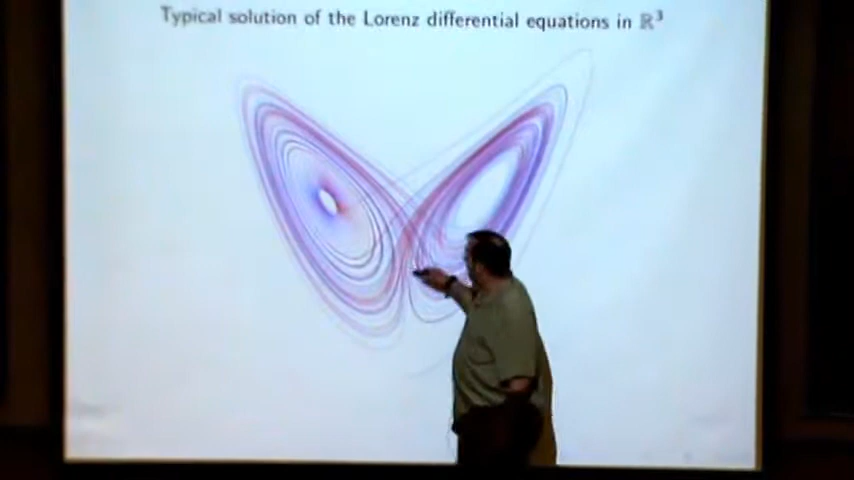 Typical solution of the Lorenz differential equations in ℝ³